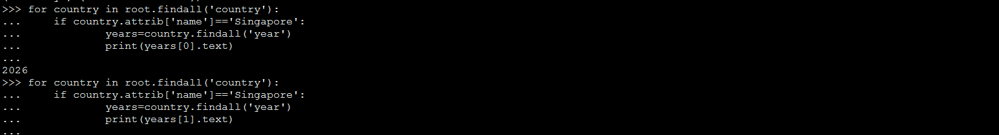 >>> for country in root.findall('country'):
...     if country.attrib['name']=='Singapore':
...             years=country.findall('year')
...             print(years[0].text)
...
2026
>>> for country in root.findall('country'):
...     if country.attrib['name']=='Singapore':
...             years=country.findall('year')
...             print(years[1].text)
...